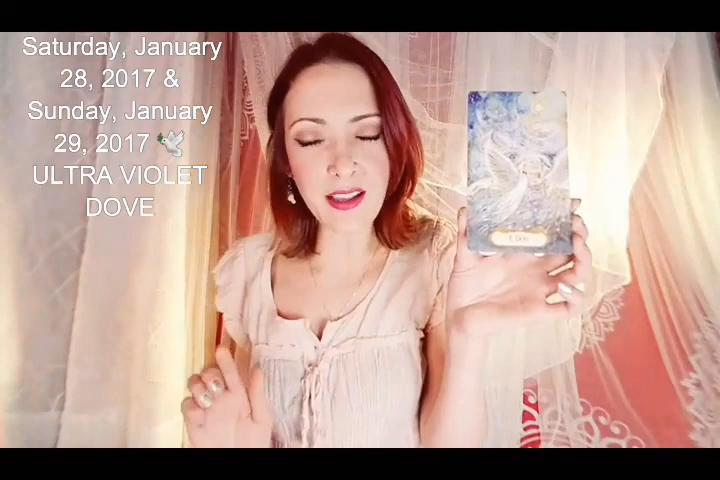 Saturday, January
28, 2017 &
Sunday, January
29, 2017 🕊
ULTRA VIOLET
DOVE